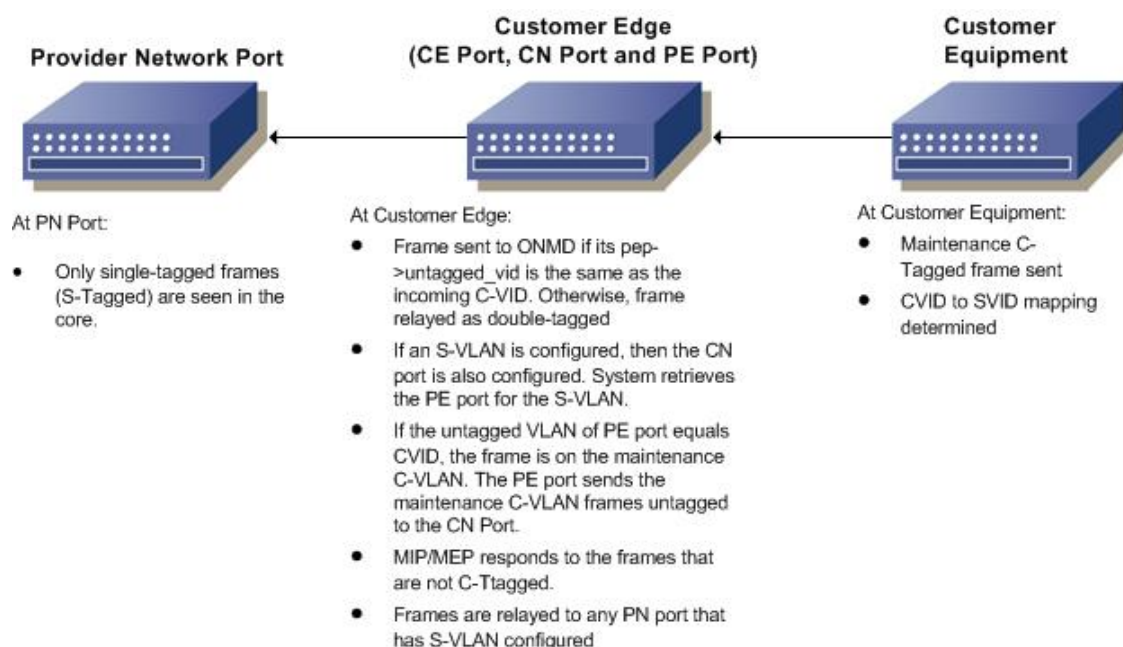 Provider Network Port
Customer Edge
(CE Port, CN Port and PE Port)
Customer
Equipment
At PN Port:
● Only single-tagged frames
(S-Tagged) are seen in the
core.
At Customer Edge:
● Frame sent to ONMD if its pep-
>untagged_vid is the same as the
incoming C-VID. Otherwise, frame
relayed as double-tagged
● If an S-VLAN is configured, then the CN
port is also configured. System retrieves
the PE port for the S-VLAN.
● If the untagged VLAN of PE port equals
CVID, the frame is on the maintenance
C-VLAN. The PE port sends the
maintenance C-VLAN frames untagged
to the CN Port.
● MIP/MEP responds to the frames that
are not C-Ttagged.
● Frames are relayed to any PN port that
has S-VLAN configured
At Customer Equipment:
● Maintenance C-
Tagged frame sent
● CVID to SVID mapping
determined